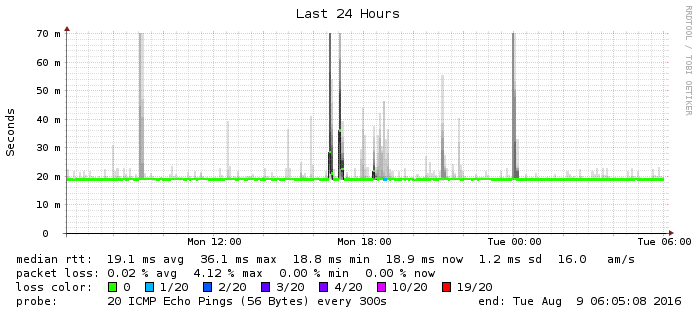 Last 24 Hours
RRDTOOL / TOBI OETIKER
Seconds
70 m
60 m
50 m
40 m
30 m
20 m
10 m
0
Mon 12:00 Mon 18:00 Tue 00:00 Tue 06:00
median rtt: 19.1 ms avg 36.1 ms max 18.8 ms min 18.9 ms now 1.2 ms sd 16.0 am/s
packet loss: 0.02 % avg 4.12 % max 0.00 % min 0.00 % now
loss color: 0 1/20 2/20 3/20 4/20 10/20 19/20
probe: 20 ICMP Echo Pings (56 Bytes) every 300s end: Tue Aug 9 06:05:08 2016